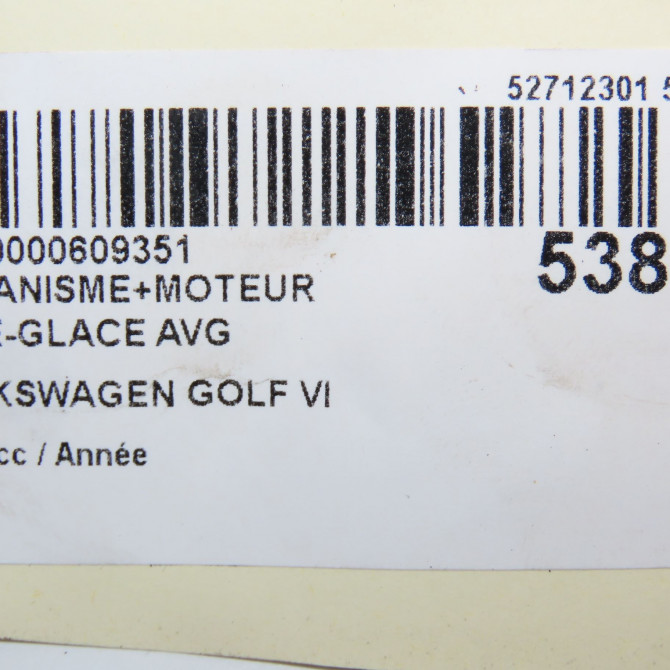 52712301 5
0000609351
538
ANISME+MOTEUR
E-GLACE AVG
KSWAGEN GOLF VI
cc / Année